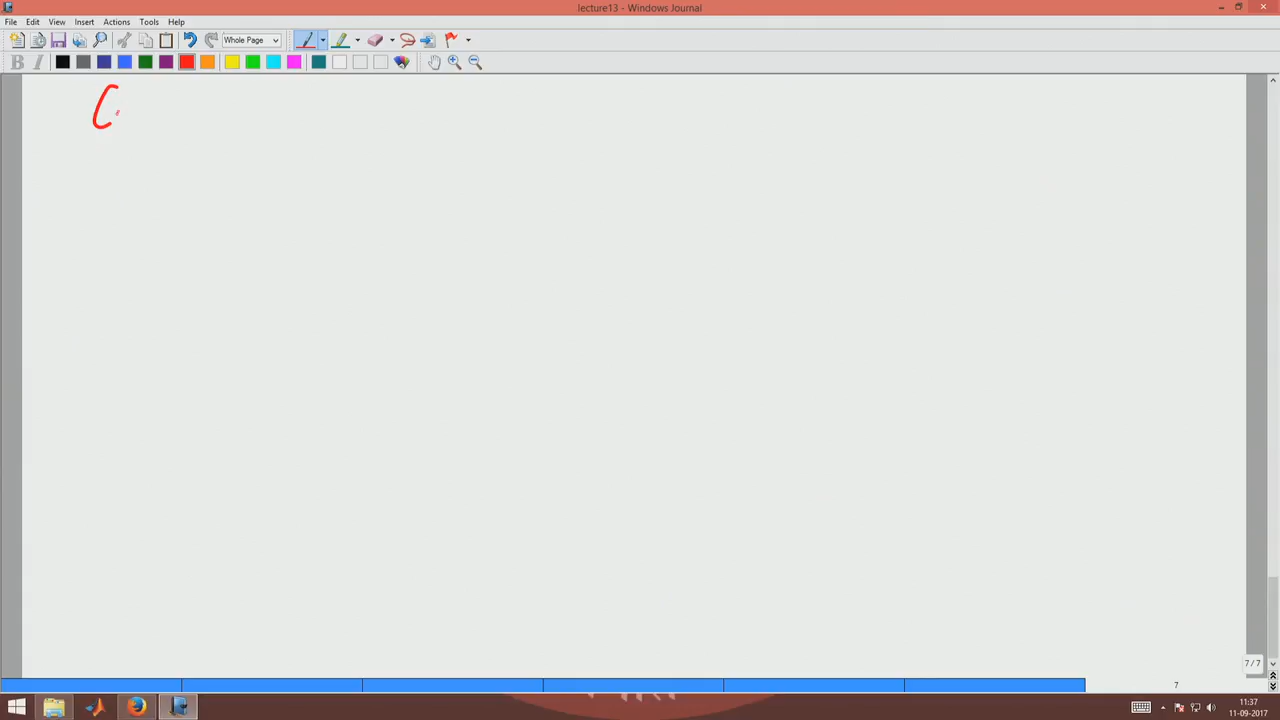 lecture13 - Windows Journal
File Edit View Insert Actions Tools Help
Whole Page
B I
C
7 / 7
7
11:37
11-09-2017